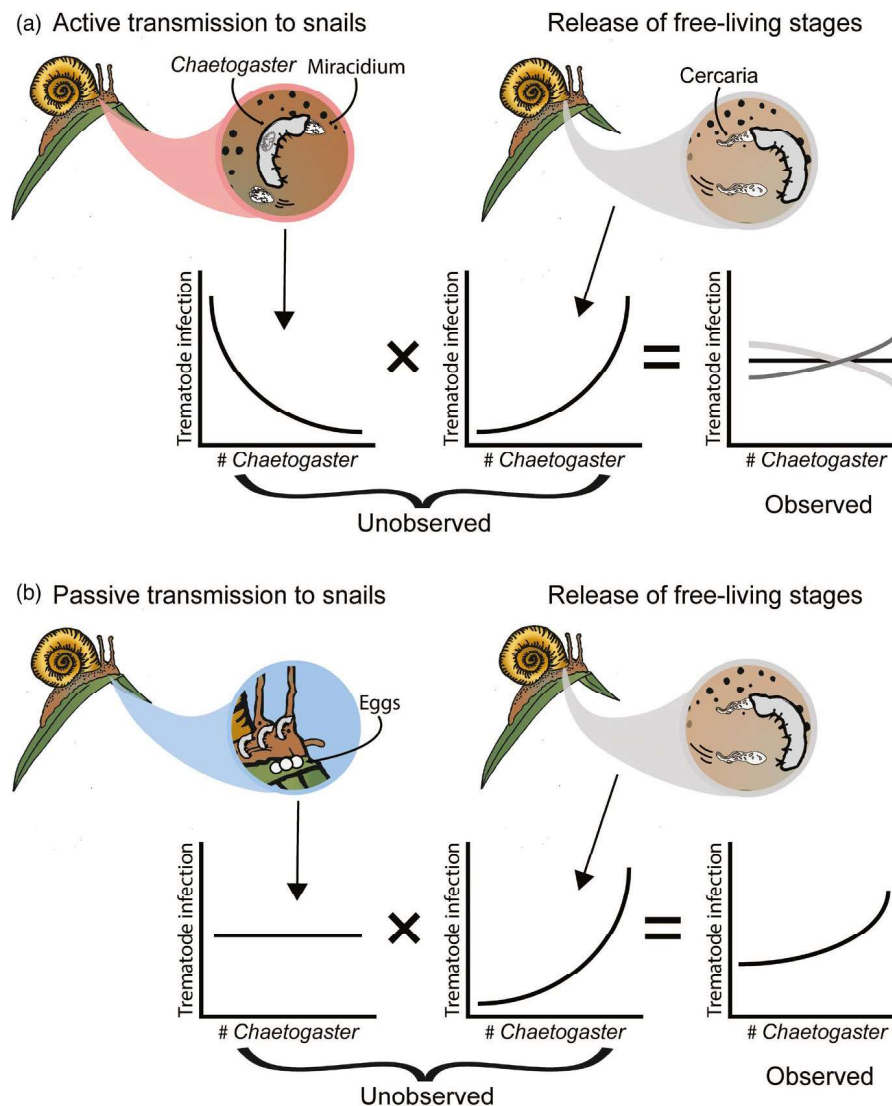 (a) Active transmission to snails
Release of free-living stages
Chaetogaster
Miracidium
Cercaria
Trematode infection
# Chaetogaster
×
Trematode infection
# Chaetogaster
=
Trematode infection
# Chaetogaster
Unobserved
Observed
(b) Passive transmission to snails
Release of free-living stages
Eggs
Trematode infection
# Chaetogaster
×
Trematode infection
# Chaetogaster
=
Trematode infection
# Chaetogaster
Unobserved
Observed